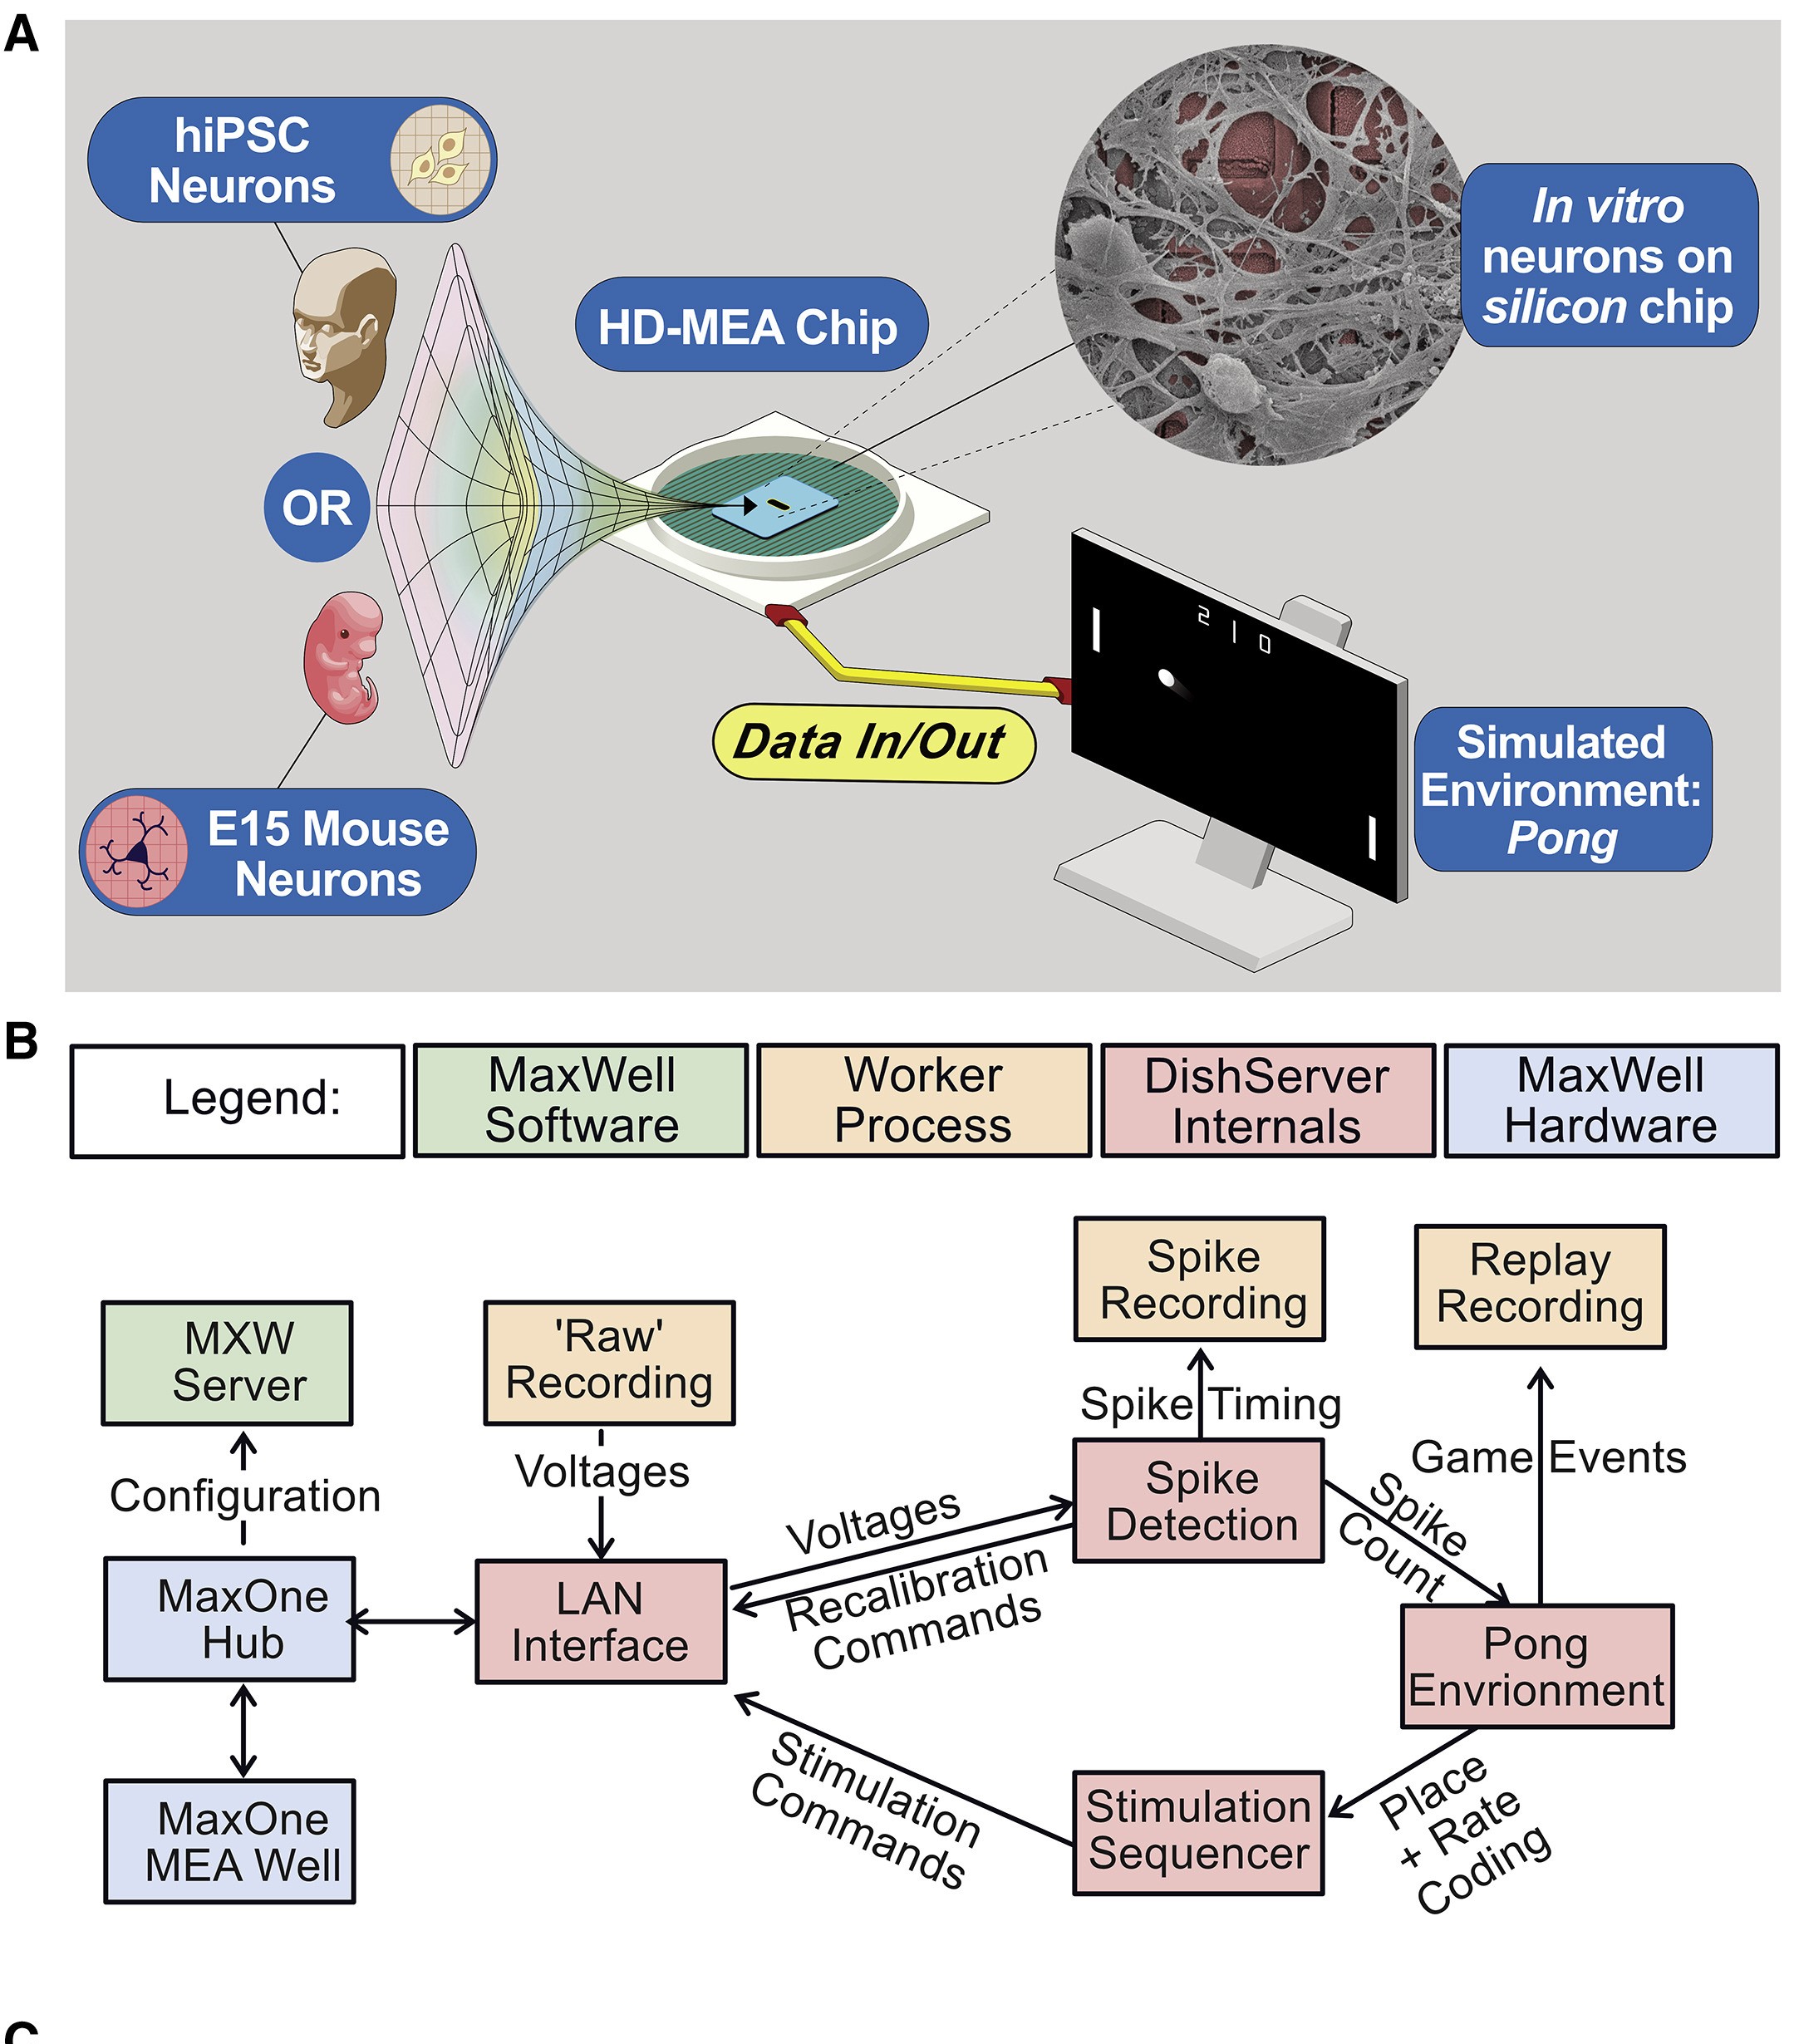 A
hiPSC
Neurons
In vitro
neurons on
silicon chip
HD-MEA Chip
OR
2 | 0
Data In/Out
Simulated
Environment:
Pong
E15 Mouse
Neurons
B
Legend:
MaxWell
Software
Worker
Process
DishServer
Internals
MaxWell
Hardware
Spike
Recording
Replay
Recording
MXW
Server
'Raw'
Recording
Spike Timing
Game Events
Configuration
Voltages
Voltages
Recalibration
Commands
Spike
Detection
Spike
Count
MaxOne
Hub
LAN
Interface
Pong
Envrionment
Stimulation
Commands
Stimulation
Sequencer
Place
+ Rate
Coding
MaxOne
MEA Well
C